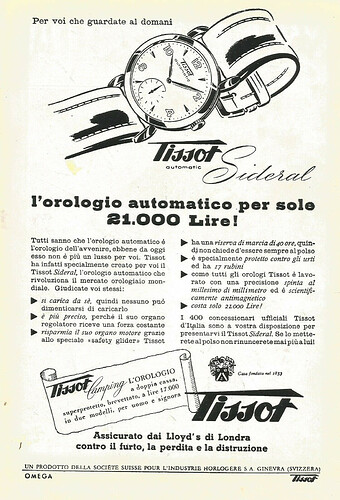 Per voi che guardate al domani
Tissot
Tissot
automatic
Sideral
l'orologio automatico per sole
21.000 Lire!
Tutti sanno che l'orologio automatico è
l'orologio dell'avvenire, ebbene da oggi
esso non è più un lusso per voi. Tissot
ha infatti specialmente creato per voi il
Tissot Sideral, l'orologio automatico che
rivoluziona il mercato orologiaio mon-
diale. Giudicate voi stessi:
si carica da sè, quindi nessuno può
dimenticarsi di caricarlo
è più preciso, perchè il suo organo
regolatore riceve una forza costante
risparmia il suo organo motore grazie
allo speciale «safety glider» Tissot
ha una riserva di marcia di 40 ore, quin-
di non chiede d'essere sempre al polso
è specialmente protetto contro gli urti
ed ha 17 rubini
come tutti gli orologi Tissot è lavo-
rato con una precisione spinta al
millesimo di millimetro ed è scientifi-
camente antimagnetico
costa solo 21.000 Lire!
I 400 concessionari ufficiali Tissot
d'Italia sono a vostra disposizione per
presentarvi il Tissot Sideral. Se lo mette-
rete al polso non rinuncerete mai più a lui!
Tissot Camping L'OROLOGIO
a doppia cassa,
superprotetto, brevettato, a lire 17.000
in due modelli, per uomo e signora
Casa fondata nel 1853
Tissot
Assicurato dai Lloyd's di Londra
contro il furto, la perdita e la distruzione
UN PRODOTTO DELLA SOCIÉTÉ SUISSE POUR L'INDUSTRIE HORLOGÈRE S.A. GINEVRA (SVIZZERA)
OMEGA
Tissot